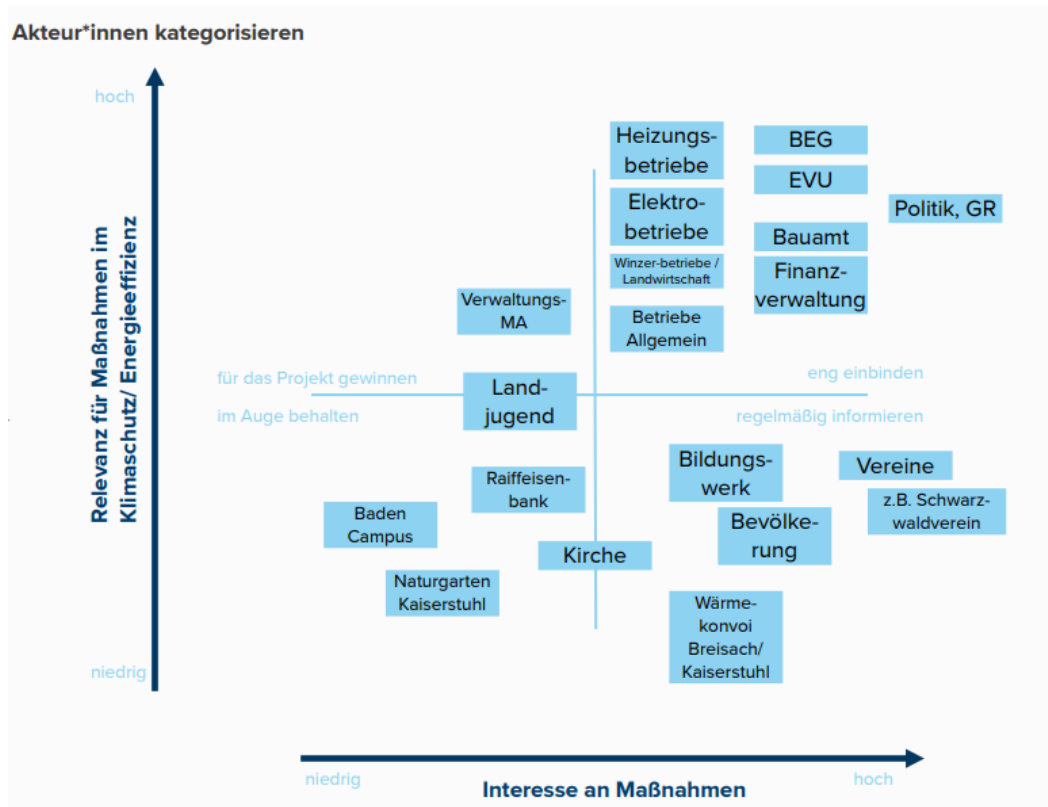 Akteur*innen kategorisieren
hoch
Relevanz für Maßnahmen im
Klimaschutz/ Energieeffizienz
niedrig
Heizungs-
betriebe
BEG
EVU
Elektro-
betriebe
Politik, GR
Bauamt
Winzer-betriebe /
Landwirtschaft
Finanz-
verwaltung
Verwaltungs-
MA
Betriebe
Allgemein
für das Projekt gewinnen
eng einbinden
Land-
jugend
im Auge behalten
regelmäßig informieren
Bildungs-
werk
Vereine
Raiffeisen-
bank
z.B. Schwarz-
waldverein
Baden
Campus
Bevölke-
rung
Kirche
Naturgarten
Kaiserstuhl
Wärme-
konvoi
Breisach/
Kaiserstuhl
niedrig
Interesse an Maßnahmen
hoch